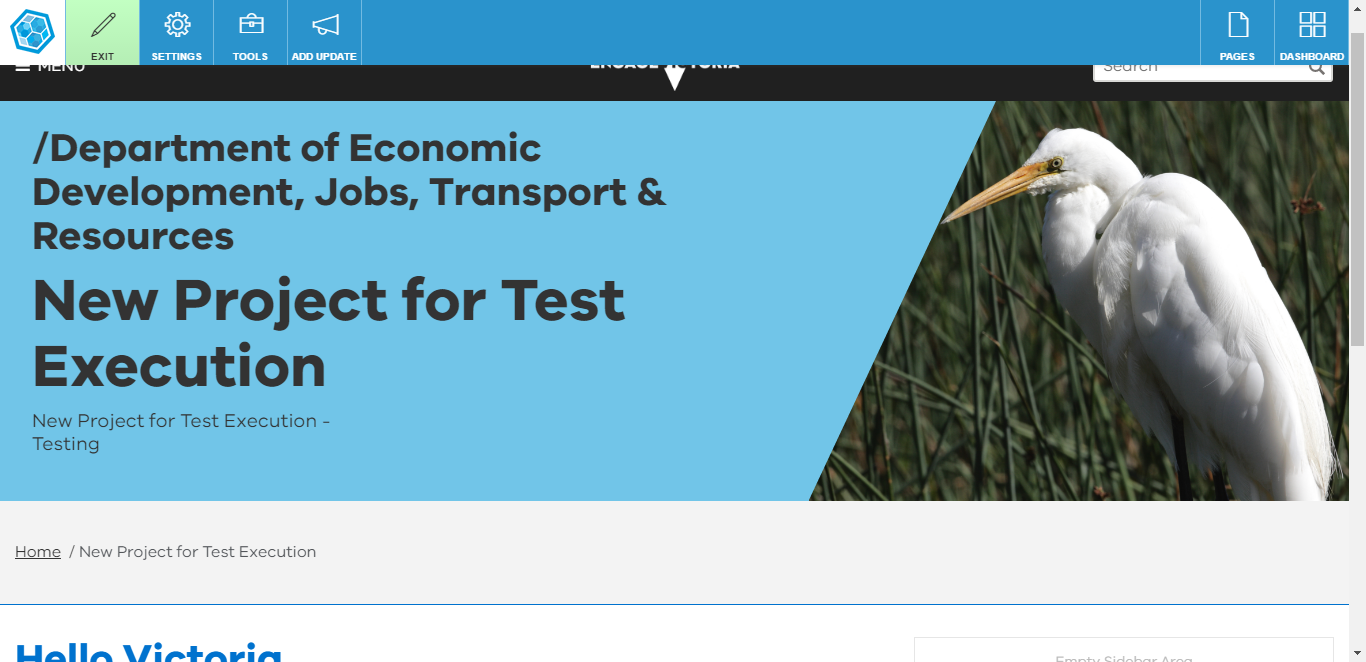 EXIT
SETTINGS
TOOLS
ADD UPDATE
PAGES
DASHBOARD
MENU
ENGAGE VICTORIA
Search
/Department of Economic
Development, Jobs, Transport &
Resources
New Project for Test
Execution
New Project for Test Execution -
Testing
Home / New Project for Test Execution
Hello Victoria
Empty Sidebar Area